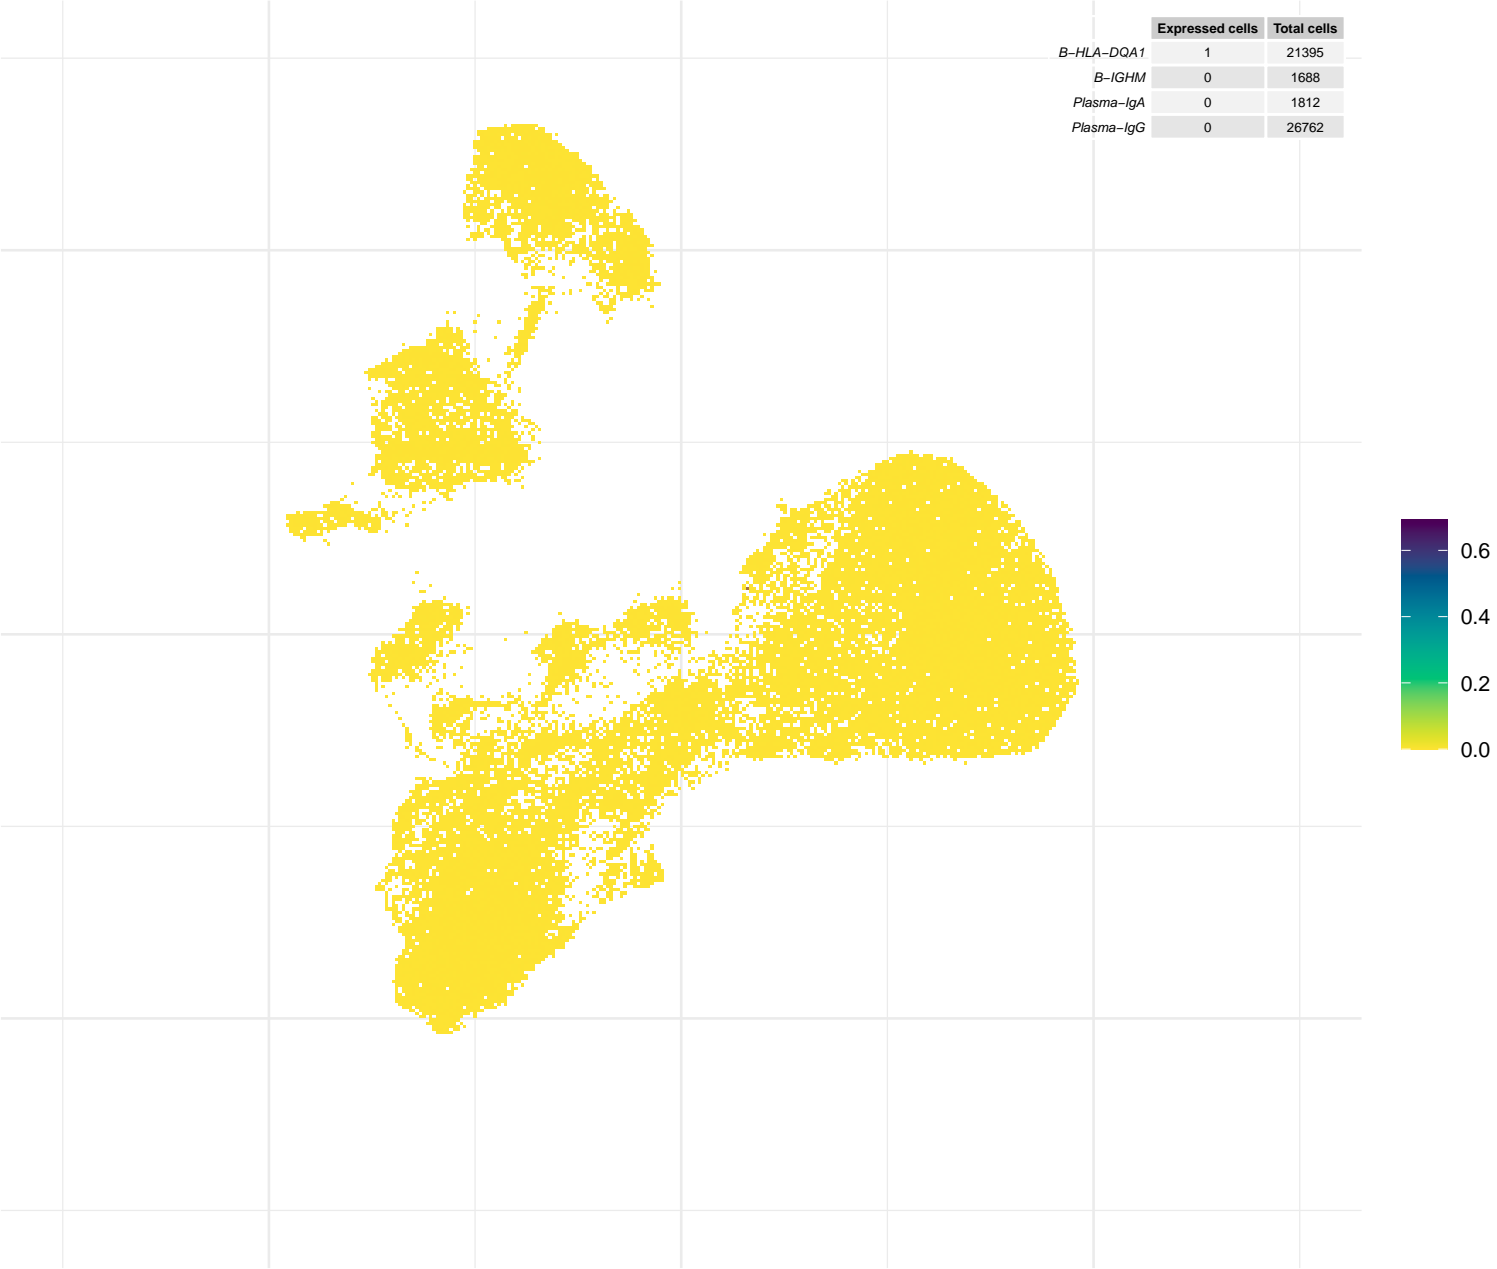 Expressed cells Total cells
B−HLA−DQA1 1 21395
B−IGHM 0 1688
Plasma−IgA 0 1812
Plasma−IgG 0 26762
0.6
0.4
0.2
0.0